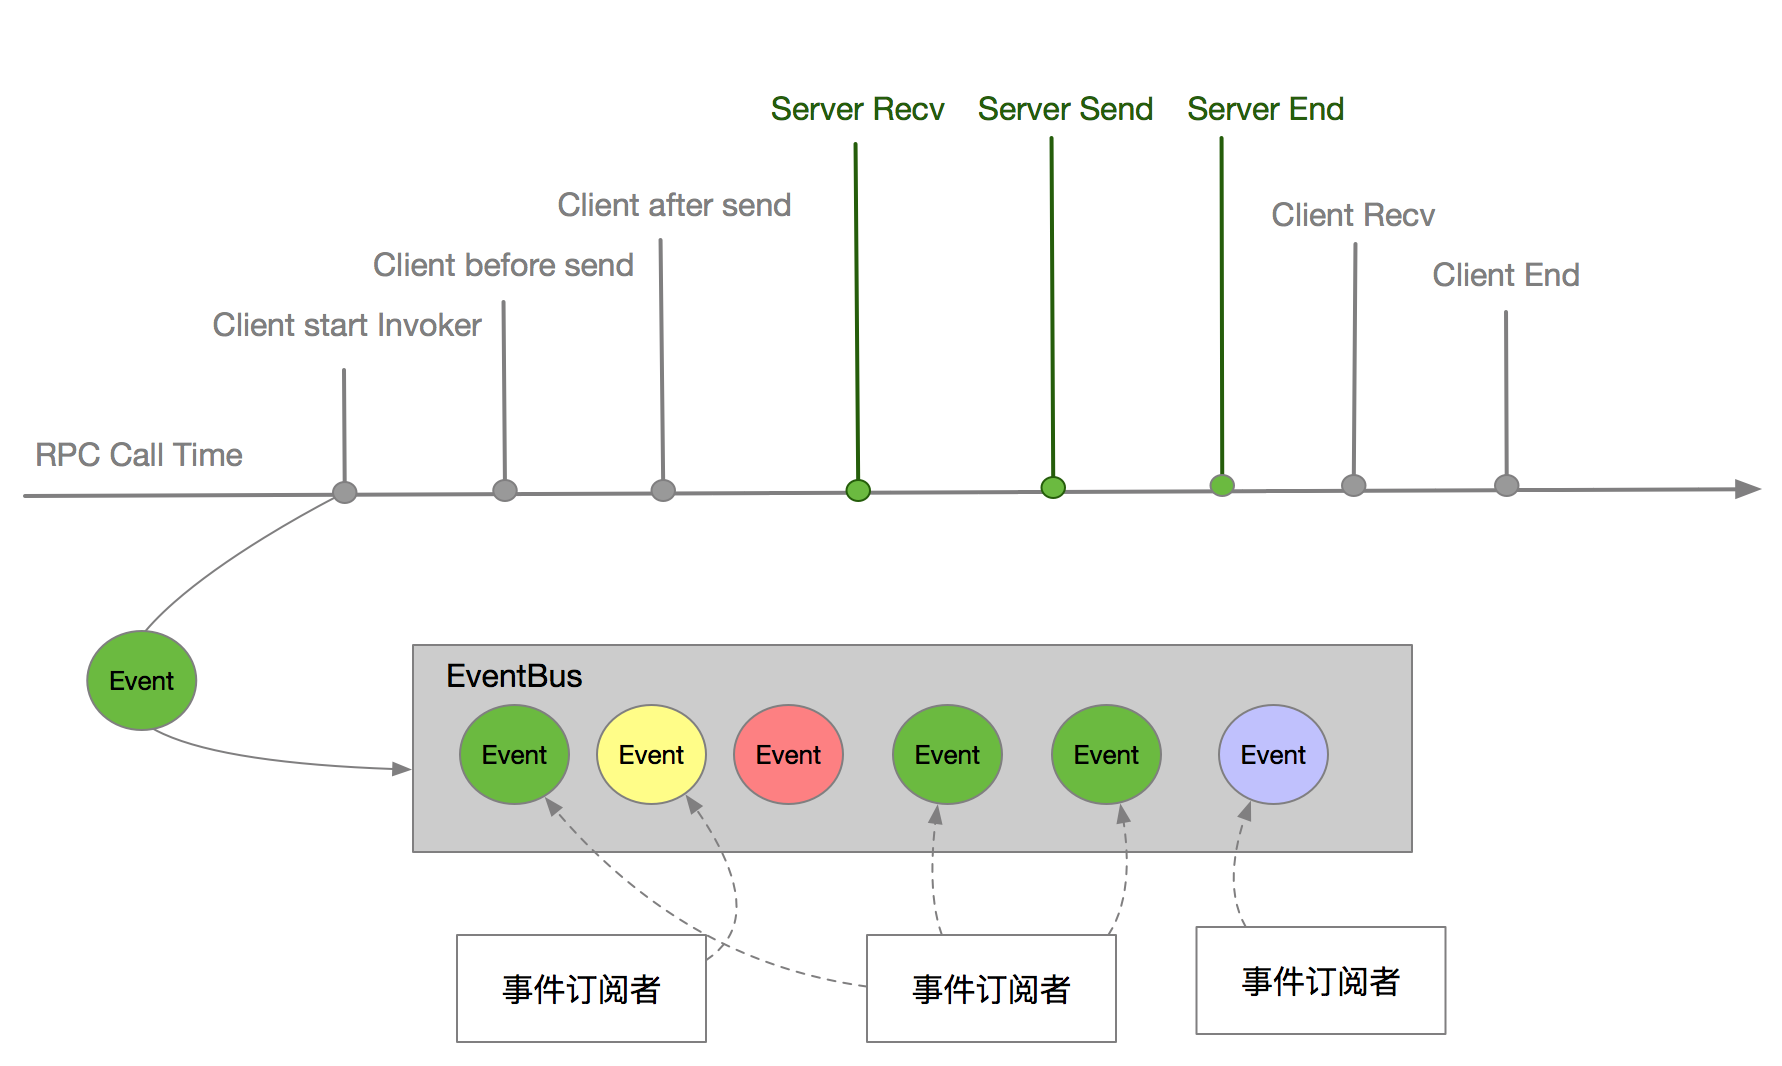 Server Recv
Server Send
Server End
Client after send
Client Recv
Client before send
Client End
Client start Invoker
RPC Call Time
Event
EventBus
Event
Event
Event
Event
Event
Event
事件订阅者
事件订阅者
事件订阅者